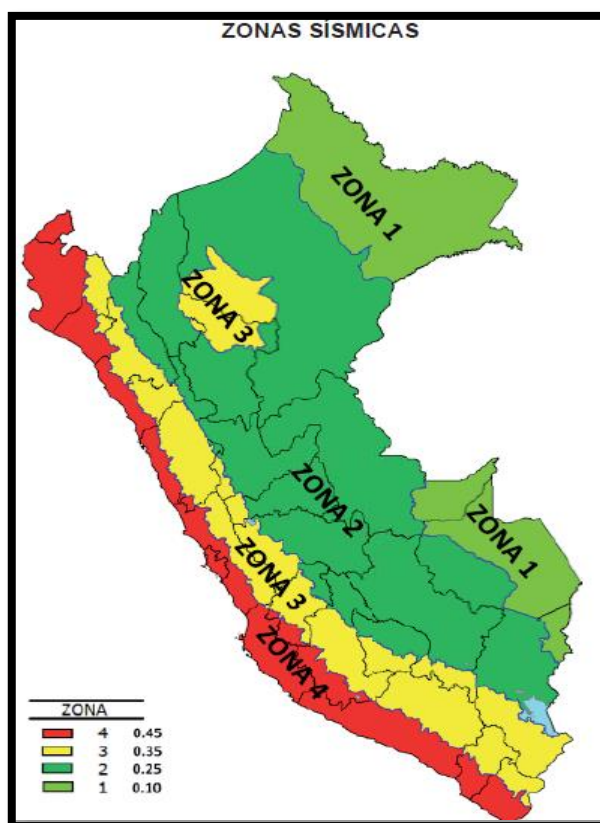 ZONAS SÍSMICAS
ZONA 1
ZONA 3
ZONA 2
ZONA 1
ZONA 3
ZONA 4
ZONA
4 0.45
3 0.35
2 0.25
1 0.10